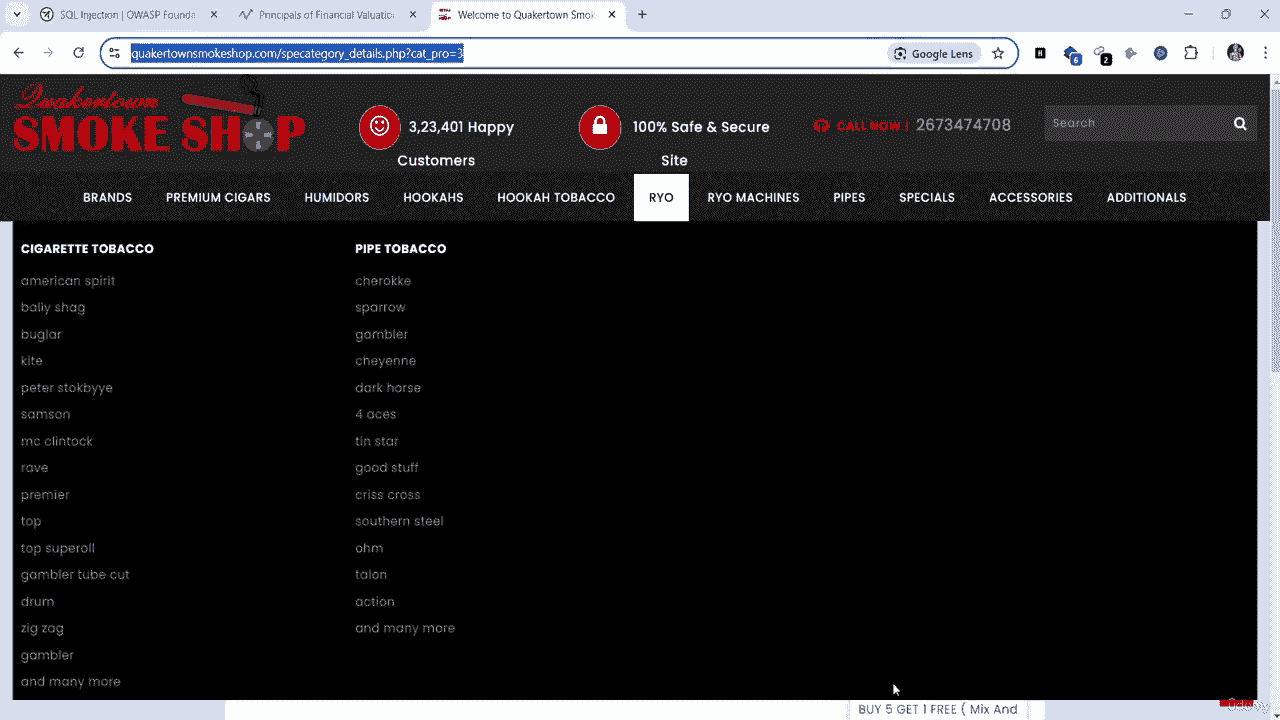 SQL Injection | OWASP Founda
Principals of Financial Valuatic
Welcome to Quakertown Smok
quakertownsmokeshop.com/specategory_details.php?cat_pro=3
Google Lens
6
2
Quakertown
SMOKE SHOP
3,23,401 Happy
Customers
100% Safe & Secure
Site
CALL NOW !
2673474708
Search
BRANDS
PREMIUM CIGARS
HUMIDORS
HOOKAHS
HOOKAH TOBACCO
RYO
RYO MACHINES
PIPES
SPECIALS
ACCESSORIES
ADDITIONALS
CIGARETTE TOBACCO
american spirit
bally shag
buglar
kite
peter stokbyye
samson
mc clintock
rave
premier
top
top superoll
gambler tube cut
drum
zig zag
gambler
and many more
PIPE TOBACCO
cherokke
sparrow
gambler
cheyenne
dark horse
4 aces
tin star
good stuff
criss cross
southern steel
ohm
talon
action
and many more
BUY 5 GET 1 FREE ( Mix And
Udemy